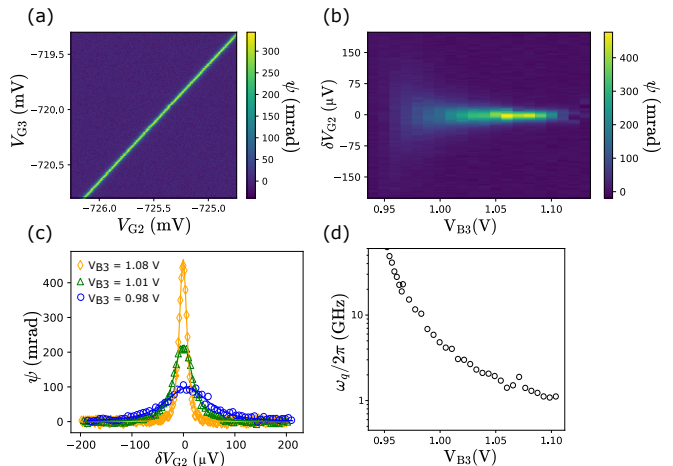 (a)
V_G3 (mV)
−719.5
−720.0
−720.5
−726.0 −725.5 −725.0
V_G2 (mV)
300
250
200
150
100
50
0
ψ (mrad)
(b)
δV_G2 (µV)
150
75
0
−75
−150
0.95 1.00 1.05 1.10
V_B3(V)
400
300
200
100
0
ψ (mrad)
(c)
V_B3 = 1.08 V
V_B3 = 1.01 V
V_B3 = 0.98 V
ψ (mrad)
400
300
200
100
0
−200 −100 0 100 200
δV_G2 (µV)
(d)
ω_q/2π (GHz)
10
1
0.95 1.00 1.05 1.10
V_B3(V)